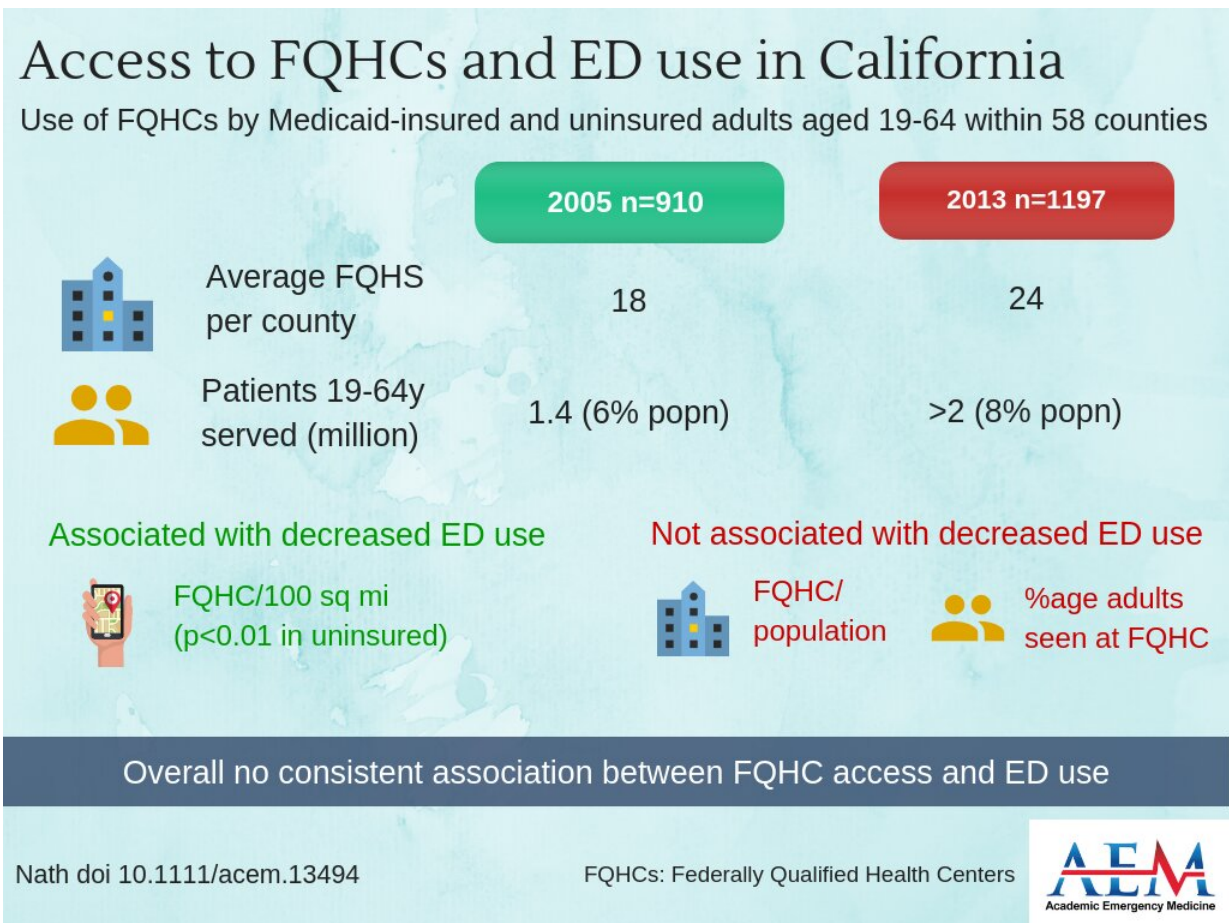 Access to FQHCs and ED use in California
Use of FQHCs by Medicaid-insured and uninsured adults aged 19-64 within 58 counties
2005 n=910
2013 n=1197
Average FQHS
per county
18
24
Patients 19-64y
served (million)
1.4 (6% popn)
>2 (8% popn)
Associated with decreased ED use
FQHC/100 sq mi
(p<0.01 in uninsured)
Not associated with decreased ED use
FQHC/
population
%age adults
seen at FQHC
Overall no consistent association between FQHC access and ED use
Nath doi 10.1111/acem.13494
FQHCs: Federally Qualified Health Centers
AEM
Academic Emergency Medicine